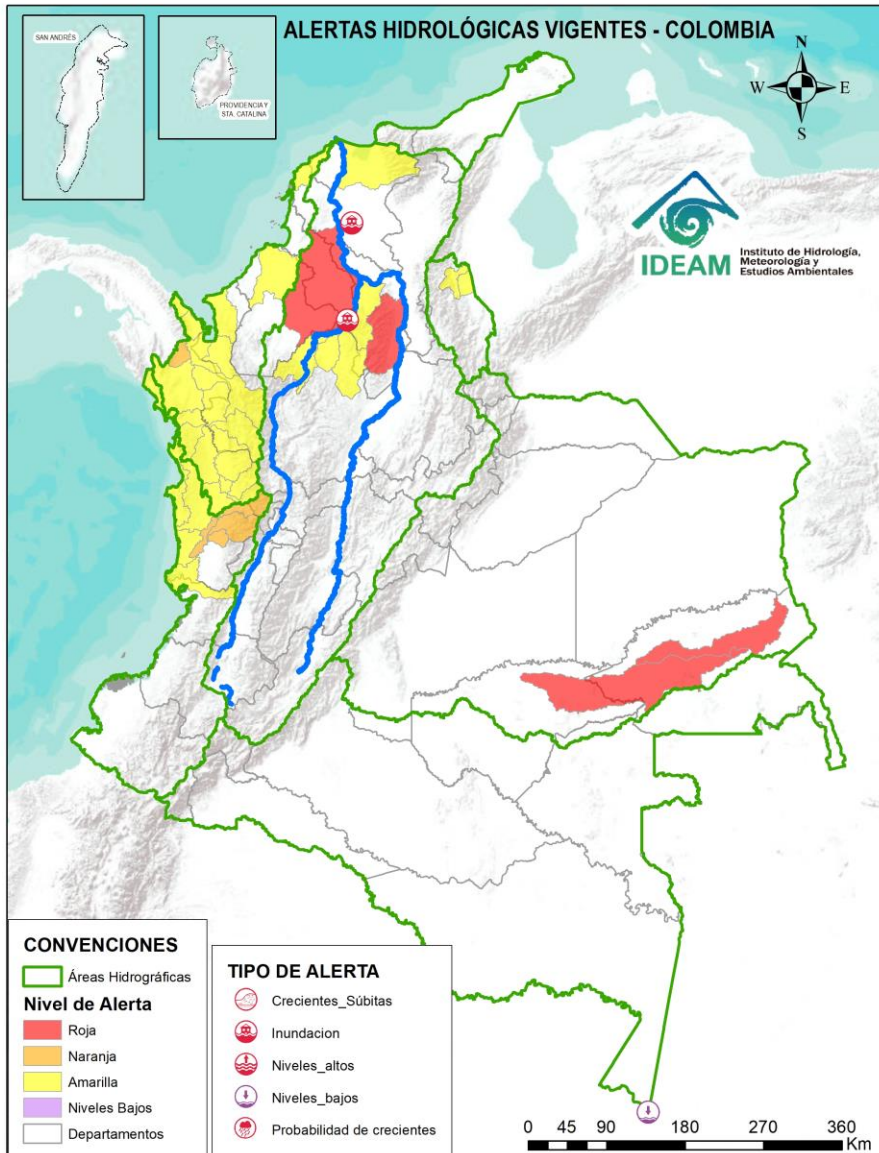 ALERTAS HIDROLÓGICAS VIGENTES - COLOMBIA
SAN ANDRÉS
PROVIDENCIA Y
STA. CATALINA
N
W
E
S
IDEAM
Instituto de Hidrología,
Meteorología y
Estudios Ambientales
CONVENCIONES
Áreas Hidrográficas
Nivel de Alerta
Roja
Naranja
Amarilla
Niveles Bajos
Departamentos
TIPO DE ALERTA
Crecientes_Súbitas
Inundacion
Niveles_altos
Niveles_bajos
Probabilidad de crecientes
0 45 90 180 270 360
Km